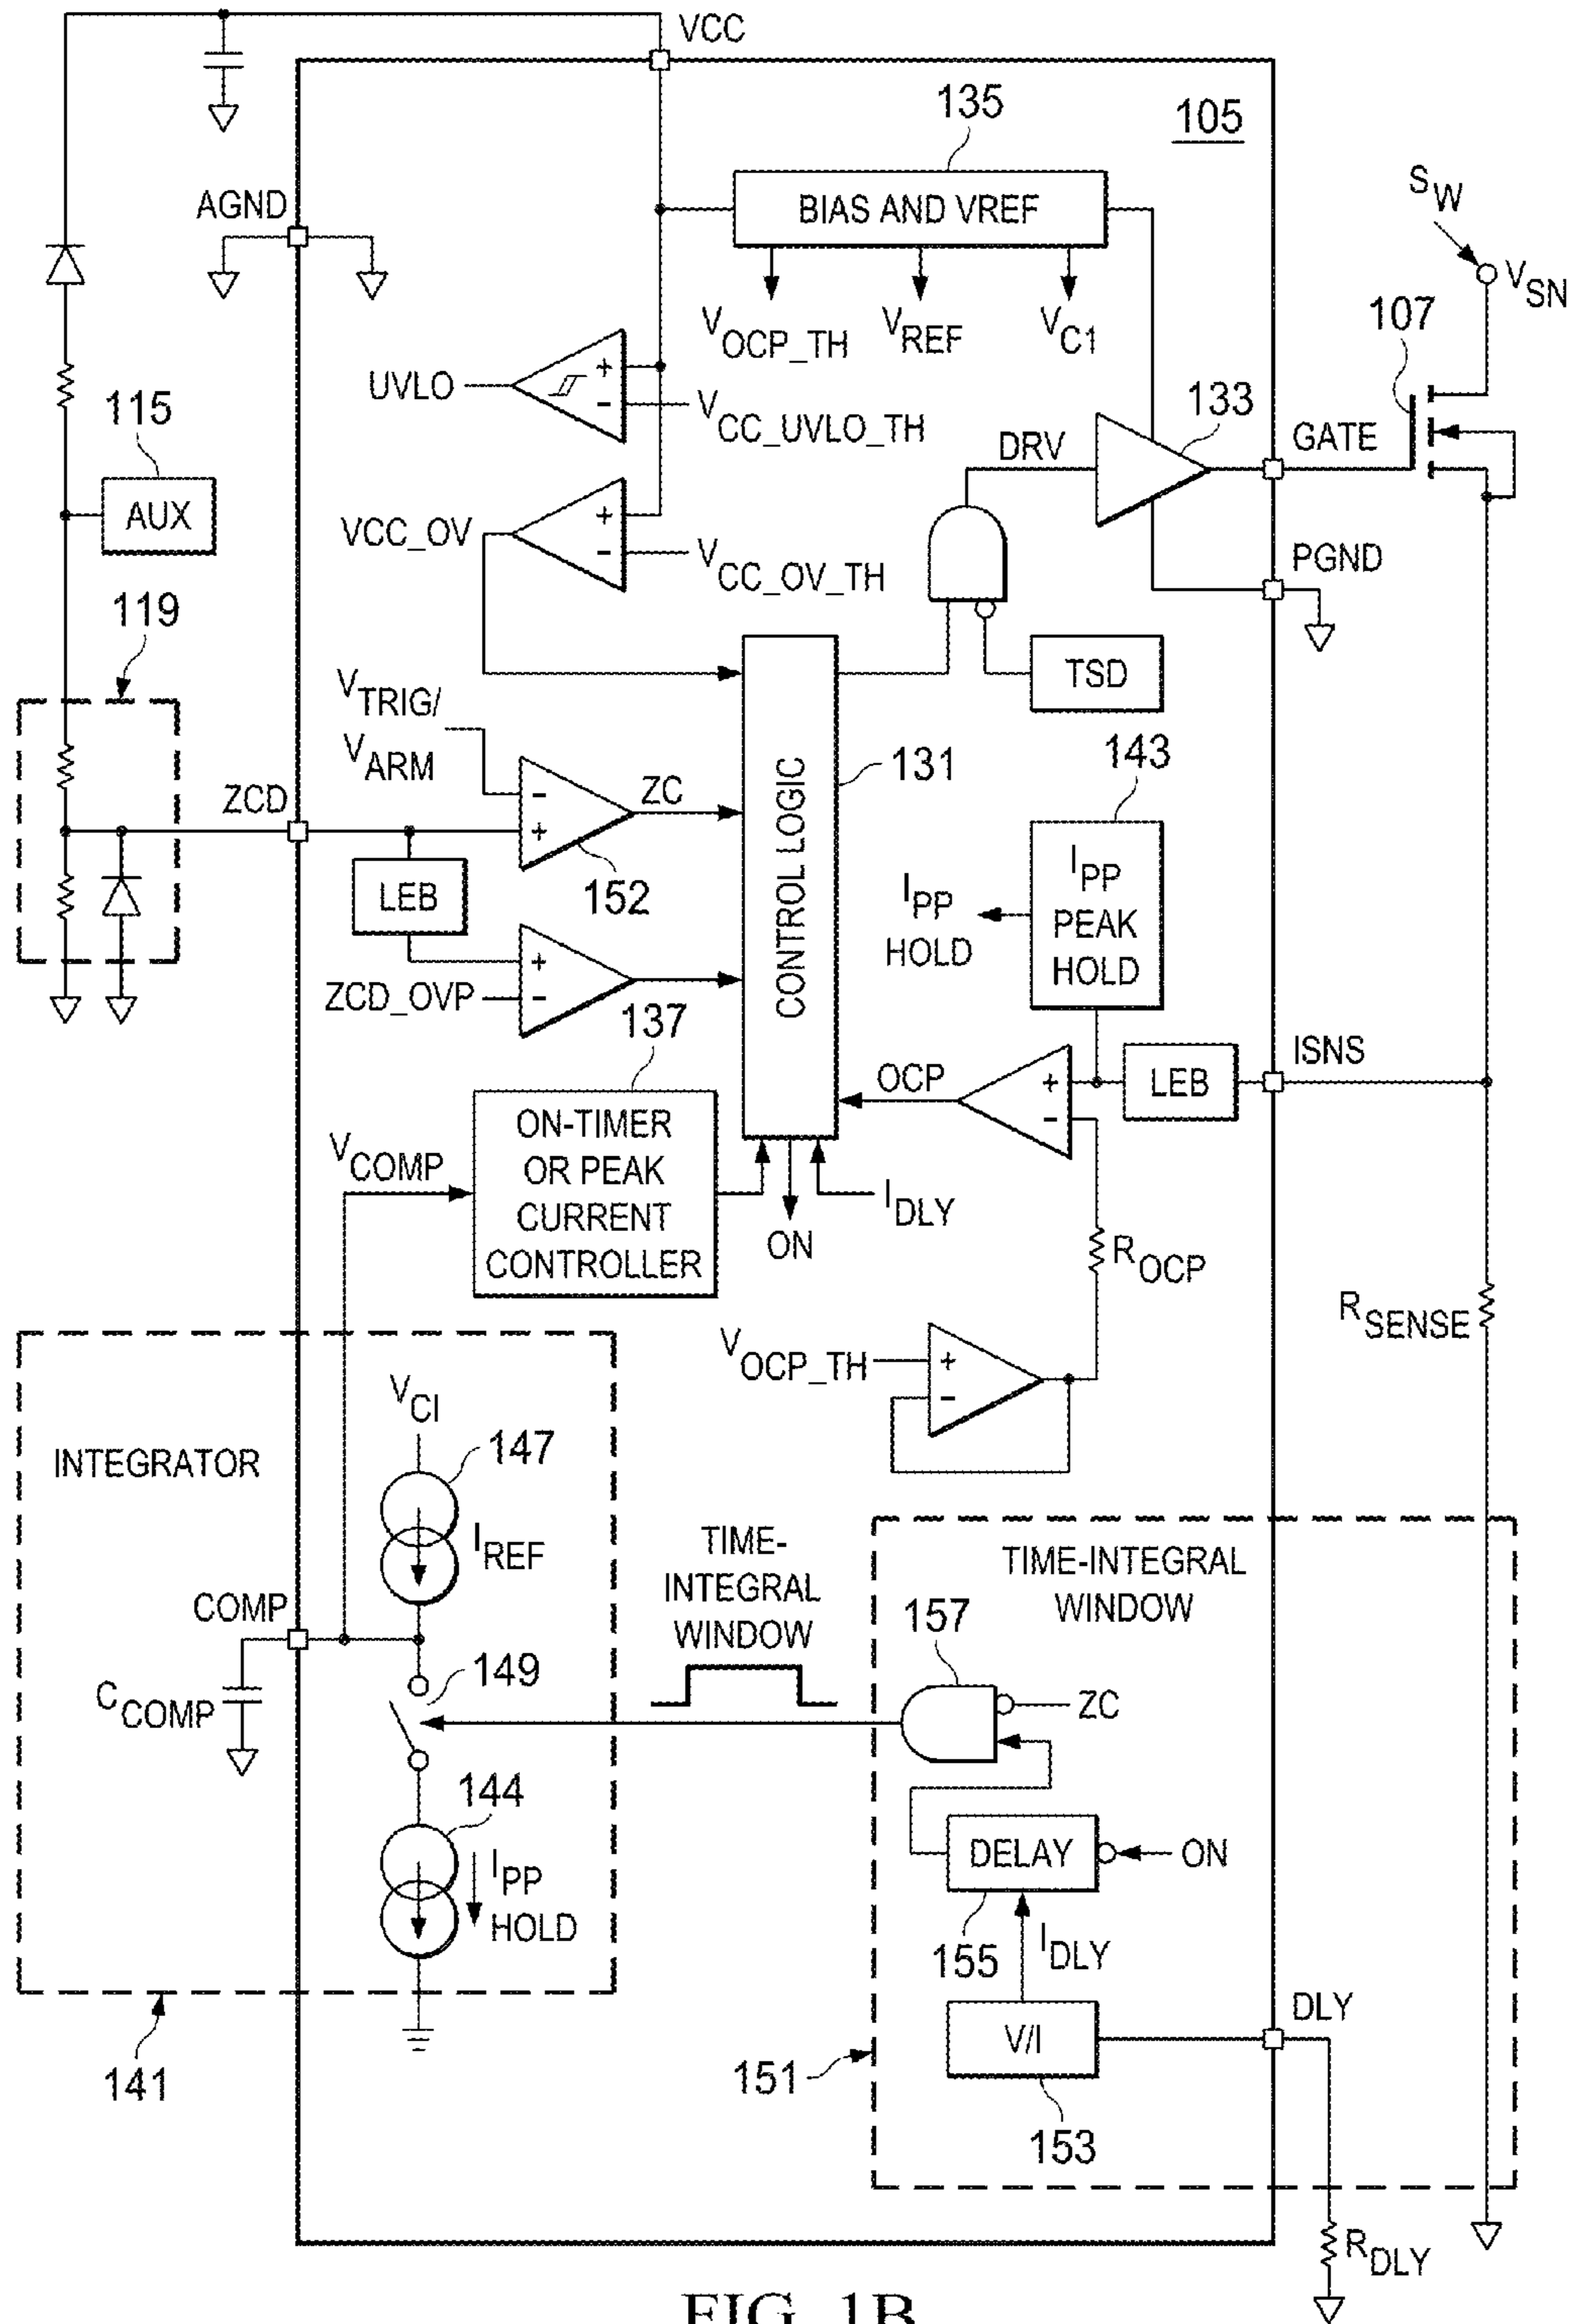 VCC
135
105
AGND
BIAS AND VREF
SW
VSN
VOCP_TH
VREF
VC1
107
UVLO
+
-
VCC_UVLO_TH
115
AUX
133
DRV
GATE
VCC_OV
+
-
VCC_OV_TH
PGND
119
TSD
VTRIG/
VARM
131
143
ZCD
-
+
ZC
CONTROL LOGIC
LEB
152
IPP
HOLD
IPP
PEAK
HOLD
ZCD_OVP
+
-
137
ISNS
OCP
+
-
LEB
VCOMP
ON-TIMER
OR PEAK
CURRENT
CONTROLLER
IDLY
ON
ROCP
RSENSE
VOCP_TH
+
-
VCI
INTEGRATOR
147
IREF
TIME-
INTEGRAL
WINDOW
TIME-INTEGRAL
WINDOW
COMP
157
149
CCOMP
ZC
144
IPP
HOLD
DELAY
ON
155
IDLY
DLY
V/I
141
151
153
RDLY
FIG. 1B